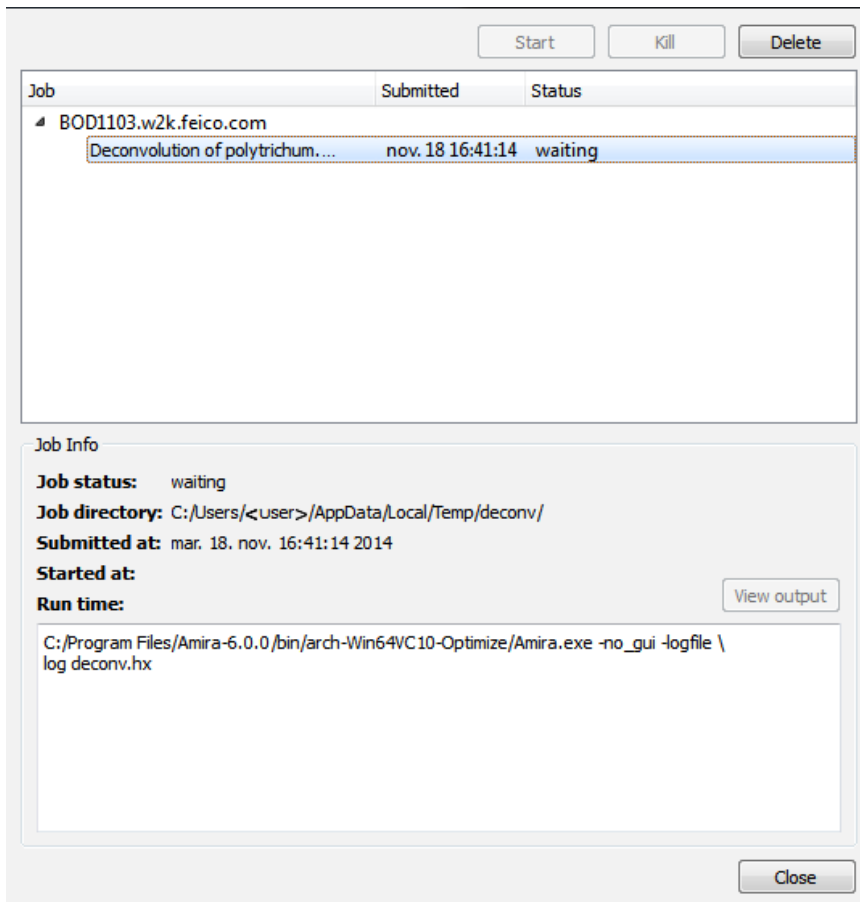 Start Kill Delete
Job Submitted Status
BOD1103.w2k.feico.com
Deconvolution of polytrichum.... nov. 18 16:41:14 waiting
Job Info
Job status: waiting
Job directory: C:/Users/<user>/AppData/Local/Temp/deconv/
Submitted at: mar. 18. nov. 16:41:14 2014
Started at:
View output
Run time:
C:/Program Files/Amira-6.0.0/bin/arch-Win64VC10-Optimize/Amira.exe -no_gui -logfile \
log deconv.hx
Close